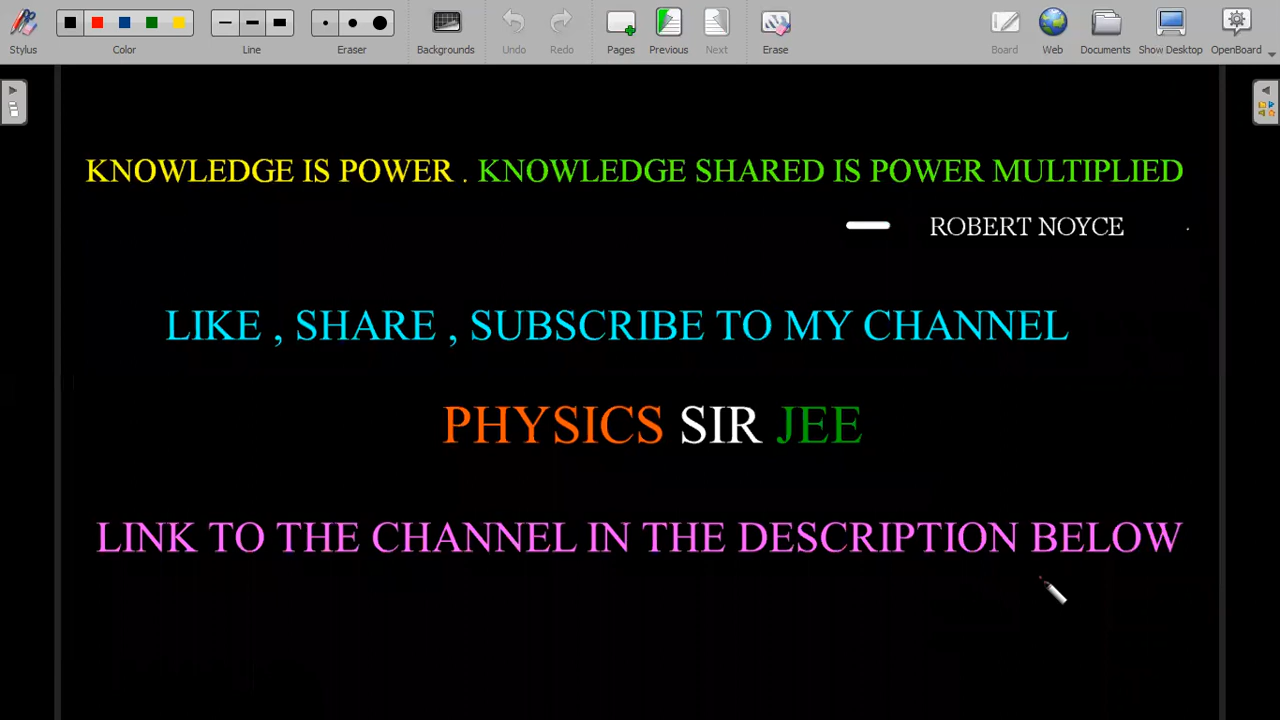 Stylus Color Line Eraser Backgrounds Undo Redo Pages Previous Next Erase Board Web Documents Show Desktop OpenBoard
KNOWLEDGE IS POWER . KNOWLEDGE SHARED IS POWER MULTIPLIED
— ROBERT NOYCE .
LIKE , SHARE , SUBSCRIBE TO MY CHANNEL
PHYSICS SIR JEE
LINK TO THE CHANNEL IN THE DESCRIPTION BELOW